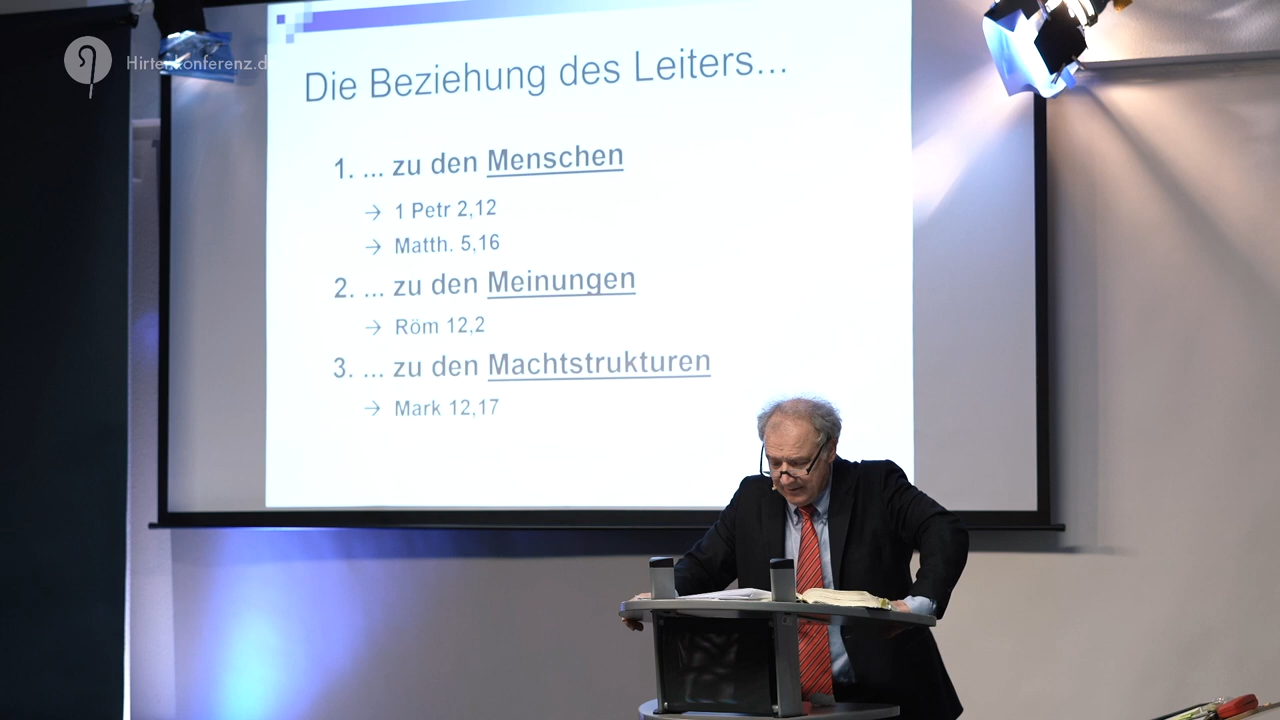 Hirtenkonferenz.d
Die Beziehung des Leiters...
1. ... zu den Menschen
→ 1 Petr 2,12
→ Matth. 5,16
2. ... zu den Meinungen
→ Röm 12,2
3. ... zu den Machtstrukturen
→ Mark 12,17